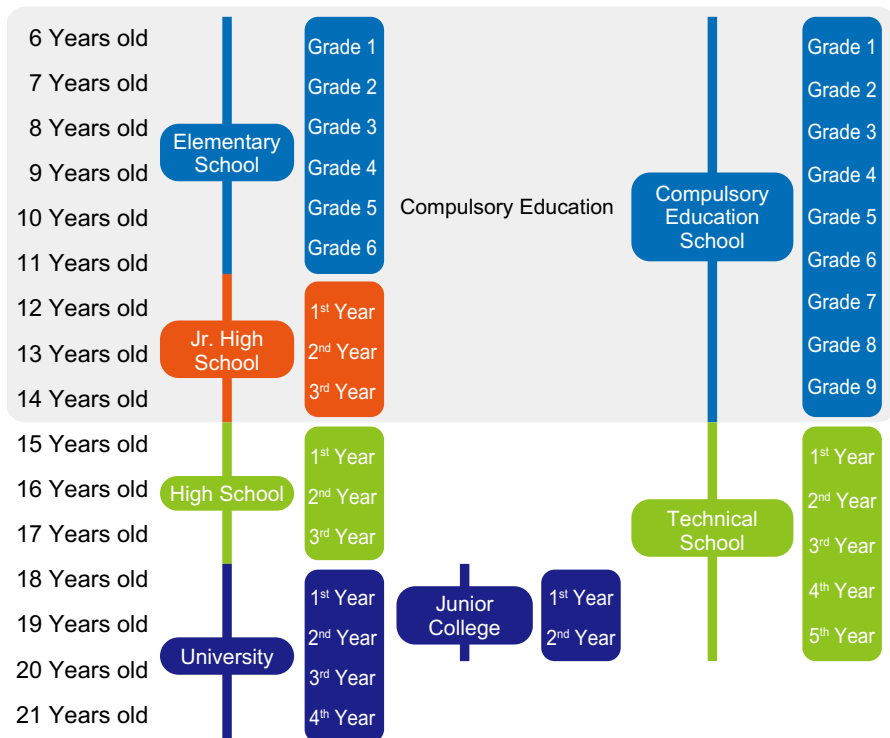 6 Years old
7 Years old
8 Years old
9 Years old
10 Years old
11 Years old
12 Years old
13 Years old
14 Years old
15 Years old
16 Years old
17 Years old
18 Years old
19 Years old
20 Years old
21 Years old
Elementary
School
Jr. High
School
High School
University
Grade 1
Grade 2
Grade 3
Grade 4
Grade 5
Grade 6
1st Year
2nd Year
3rd Year
1st Year
2nd Year
3rd Year
1st Year
2nd Year
3rd Year
4th Year
Compulsory Education
Junior
College
1st Year
2nd Year
Compulsory
Education
School
Technical
School
Grade 1
Grade 2
Grade 3
Grade 4
Grade 5
Grade 6
Grade 7
Grade 8
Grade 9
1st Year
2nd Year
3rd Year
4th Year
5th Year